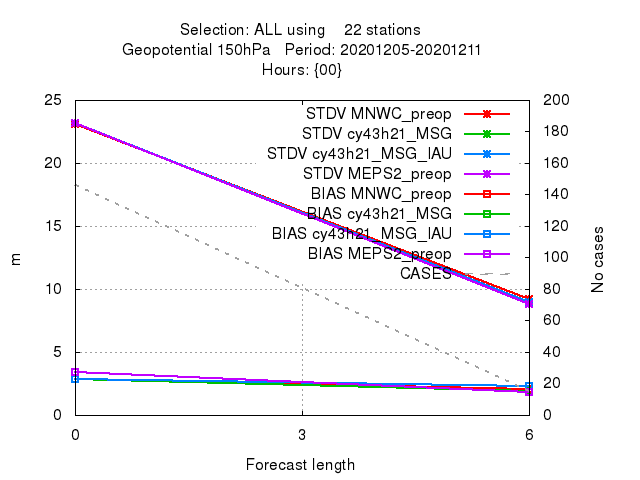 Selection: ALL using    22 stations
Geopotential 150hPa   Period: 20201205-20201211
Hours: {00}
STDV MNWC_preop
STDV cy43h21_MSG
STDV cy43h21_MSG_IAU
STDV MEPS2_preop
BIAS MNWC_preop
BIAS cy43h21_MSG
BIAS cy43h21_MSG_IAU
BIAS MEPS2_preop
CASES
25
20
15
10
5
0
m
200
180
160
140
120
100
80
60
40
20
0
No cases
0 3 6
Forecast length